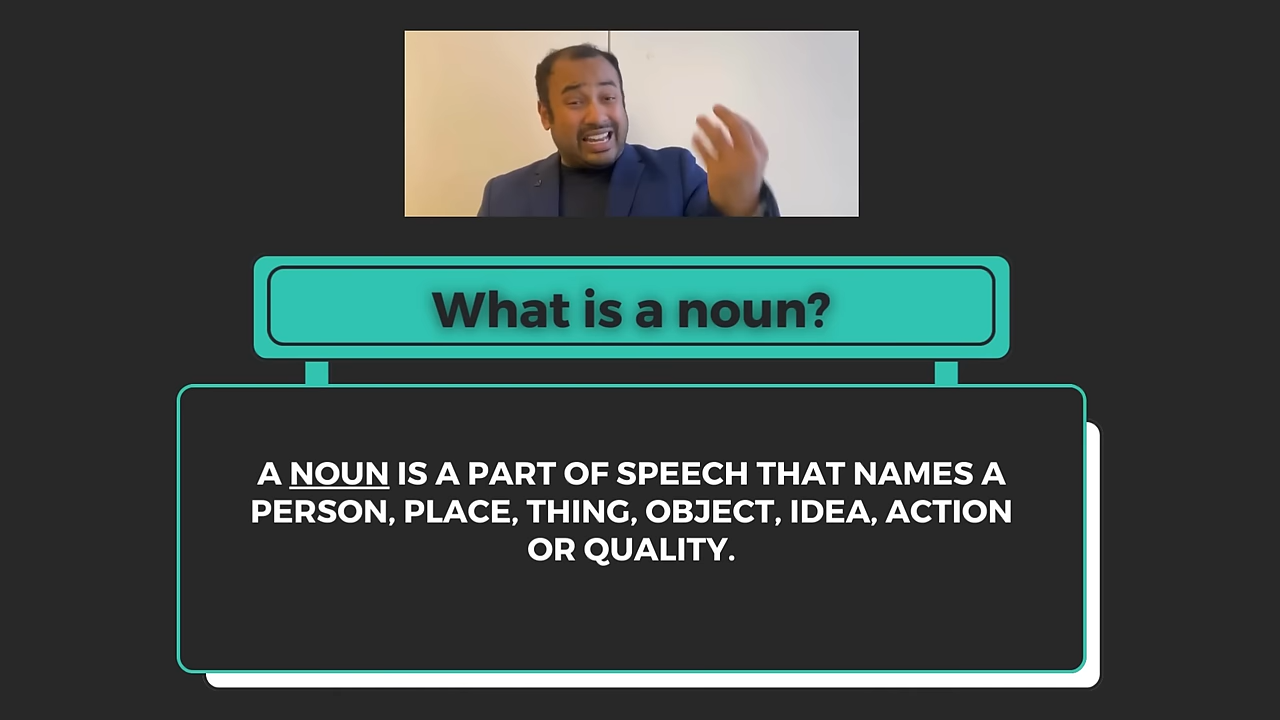 What is a noun?
A NOUN IS A PART OF SPEECH THAT NAMES A
PERSON, PLACE, THING, OBJECT, IDEA, ACTION
OR QUALITY.